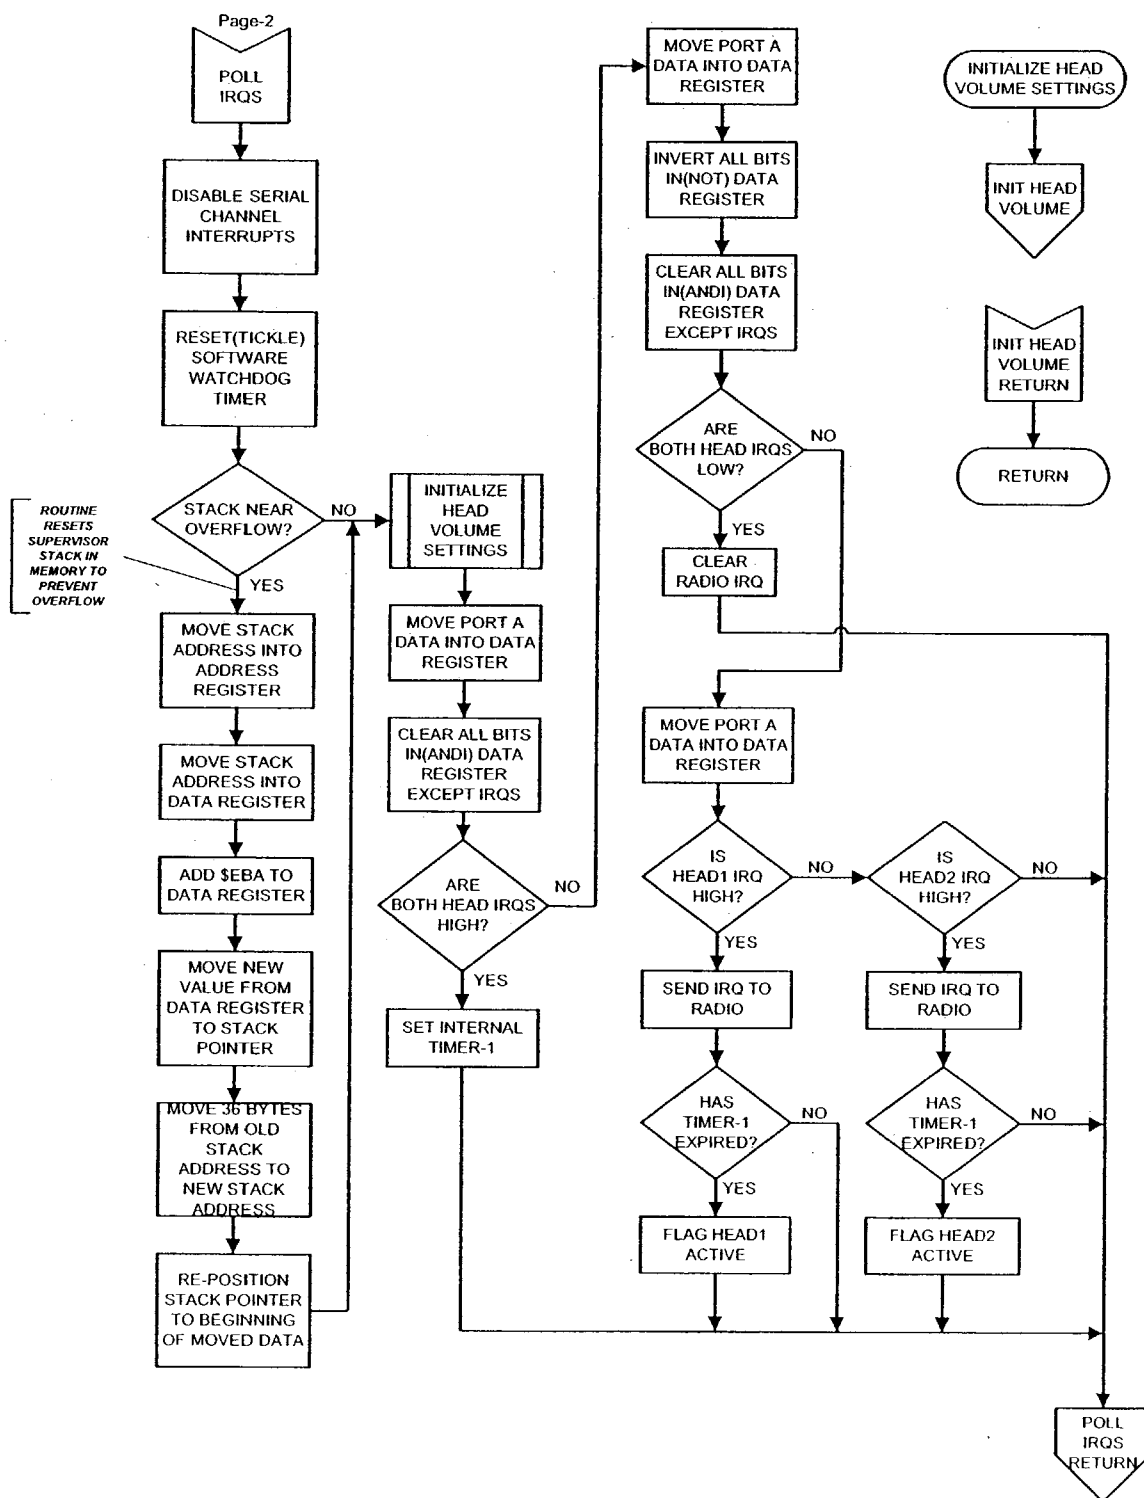 Page-2
POLL
IRQS
DISABLE SERIAL
CHANNEL
INTERRUPTS
RESET(TICKLE)
SOFTWARE
WATCHDOG
TIMER
STACK NEAR
OVERFLOW?
NO
YES
ROUTINE
RESETS
SUPERVISOR
STACK IN
MEMORY TO
PREVENT
OVERFLOW
MOVE STACK
ADDRESS INTO
ADDRESS
REGISTER
MOVE STACK
ADDRESS INTO
DATA REGISTER
ADD $EBA TO
DATA REGISTER
MOVE NEW
VALUE FROM
DATA REGISTER
TO STACK
POINTER
MOVE 36 BYTES
FROM OLD
STACK
ADDRESS TO
NEW STACK
ADDRESS
RE-POSITION
STACK POINTER
TO BEGINNING
OF MOVED DATA
INITIALIZE
HEAD
VOLUME
SETTINGS
MOVE PORT A
DATA INTO DATA
REGISTER
CLEAR ALL BITS
IN(ANDI) DATA
REGISTER
EXCEPT IRQS
ARE
BOTH HEAD IRQS
HIGH?
NO
YES
SET INTERNAL
TIMER-1
MOVE PORT A
DATA INTO DATA
REGISTER
INVERT ALL BITS
IN(NOT) DATA
REGISTER
CLEAR ALL BITS
IN(ANDI) DATA
REGISTER
EXCEPT IRQS
ARE
BOTH HEAD IRQS
LOW?
NO
YES
CLEAR
RADIO IRQ
MOVE PORT A
DATA INTO DATA
REGISTER
IS
HEAD1 IRQ
HIGH?
NO
YES
SEND IRQ TO
RADIO
HAS
TIMER-1
EXPIRED?
NO
YES
FLAG HEAD1
ACTIVE
IS
HEAD2 IRQ
HIGH?
NO
YES
SEND IRQ TO
RADIO
HAS
TIMER-1
EXPIRED?
NO
YES
FLAG HEAD2
ACTIVE
INITIALIZE HEAD
VOLUME SETTINGS
INIT HEAD
VOLUME
INIT HEAD
VOLUME
RETURN
RETURN
POLL
IRQS
RETURN